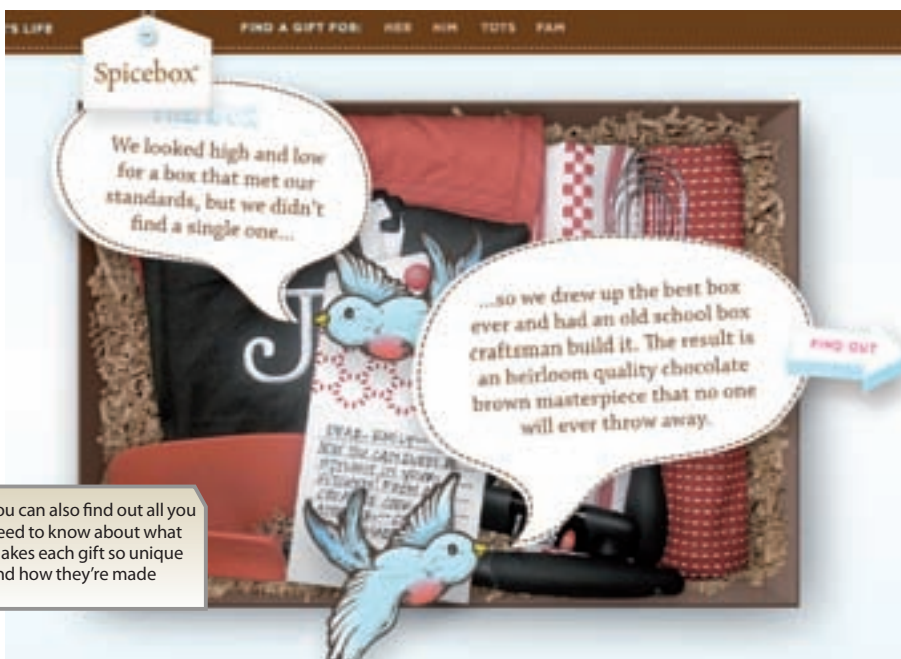 'S LIFE
FIND A GIFT FOR: HER HIM TOTS FAM
Spicebox
We looked high and low
for a box that met our
standards, but we didn't
find a single one...
...so we drew up the best box
ever and had an old school box
craftsman build it. The result is
an heirloom quality chocolate
brown masterpiece that no one
will ever throw away.
FIND OUT
J
DEAR
ou can also find out all you
eed to know about what
akes each gift so unique
nd how they're made